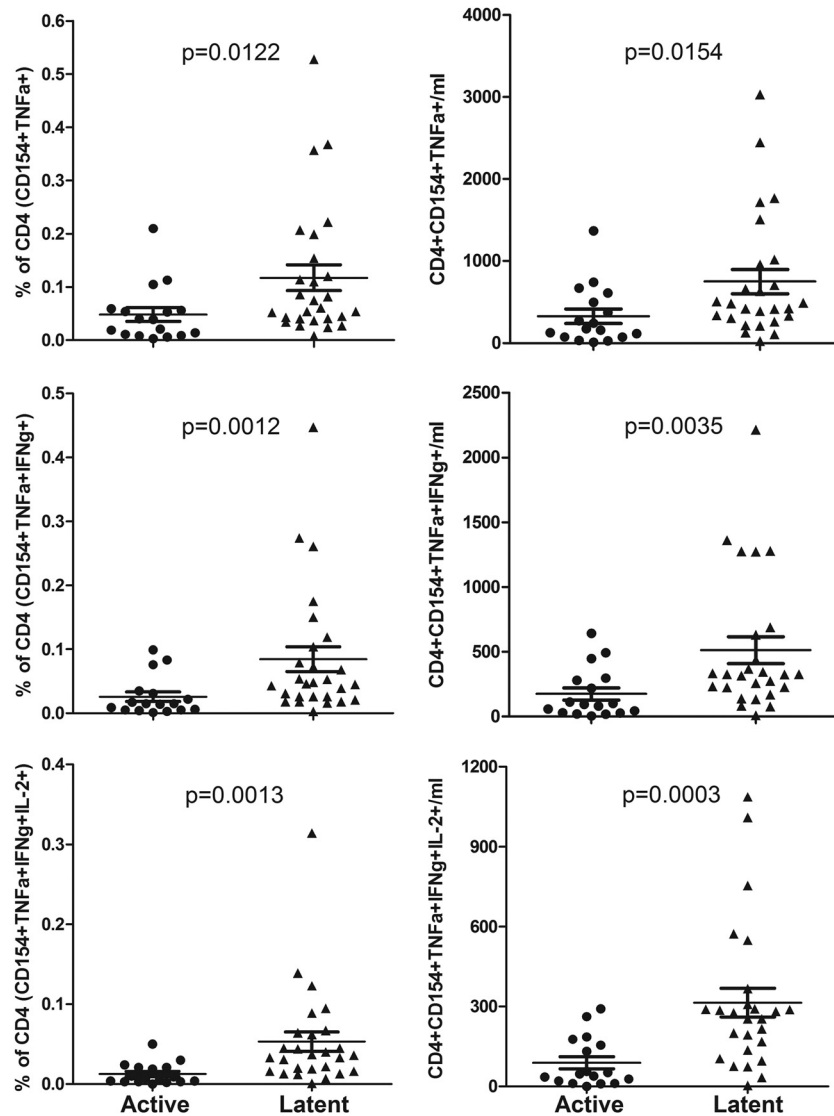 % of CD4 (CD154+TNFa+)
0.6
0.5
0.4
0.3
0.2
0.1
0.0
p=0.0122
CD4+CD154+TNFa+/ml
4000
3000
2000
1000
0
p=0.0154
% of CD4 (CD154+TNFa+IFNg+)
0.5
0.4
0.3
0.2
0.1
0.0
p=0.0012
CD4+CD154+TNFa+IFNg+/ml
2500
2000
1500
1000
500
0
p=0.0035
% of CD4 (CD154+TNFa+IFNg+IL-2+)
0.4
0.3
0.2
0.1
0.0
p=0.0013
Active
Latent
CD4+CD154+TNFa+IFNg+IL-2+/ml
1200
900
600
300
0
p=0.0003
Active
Latent